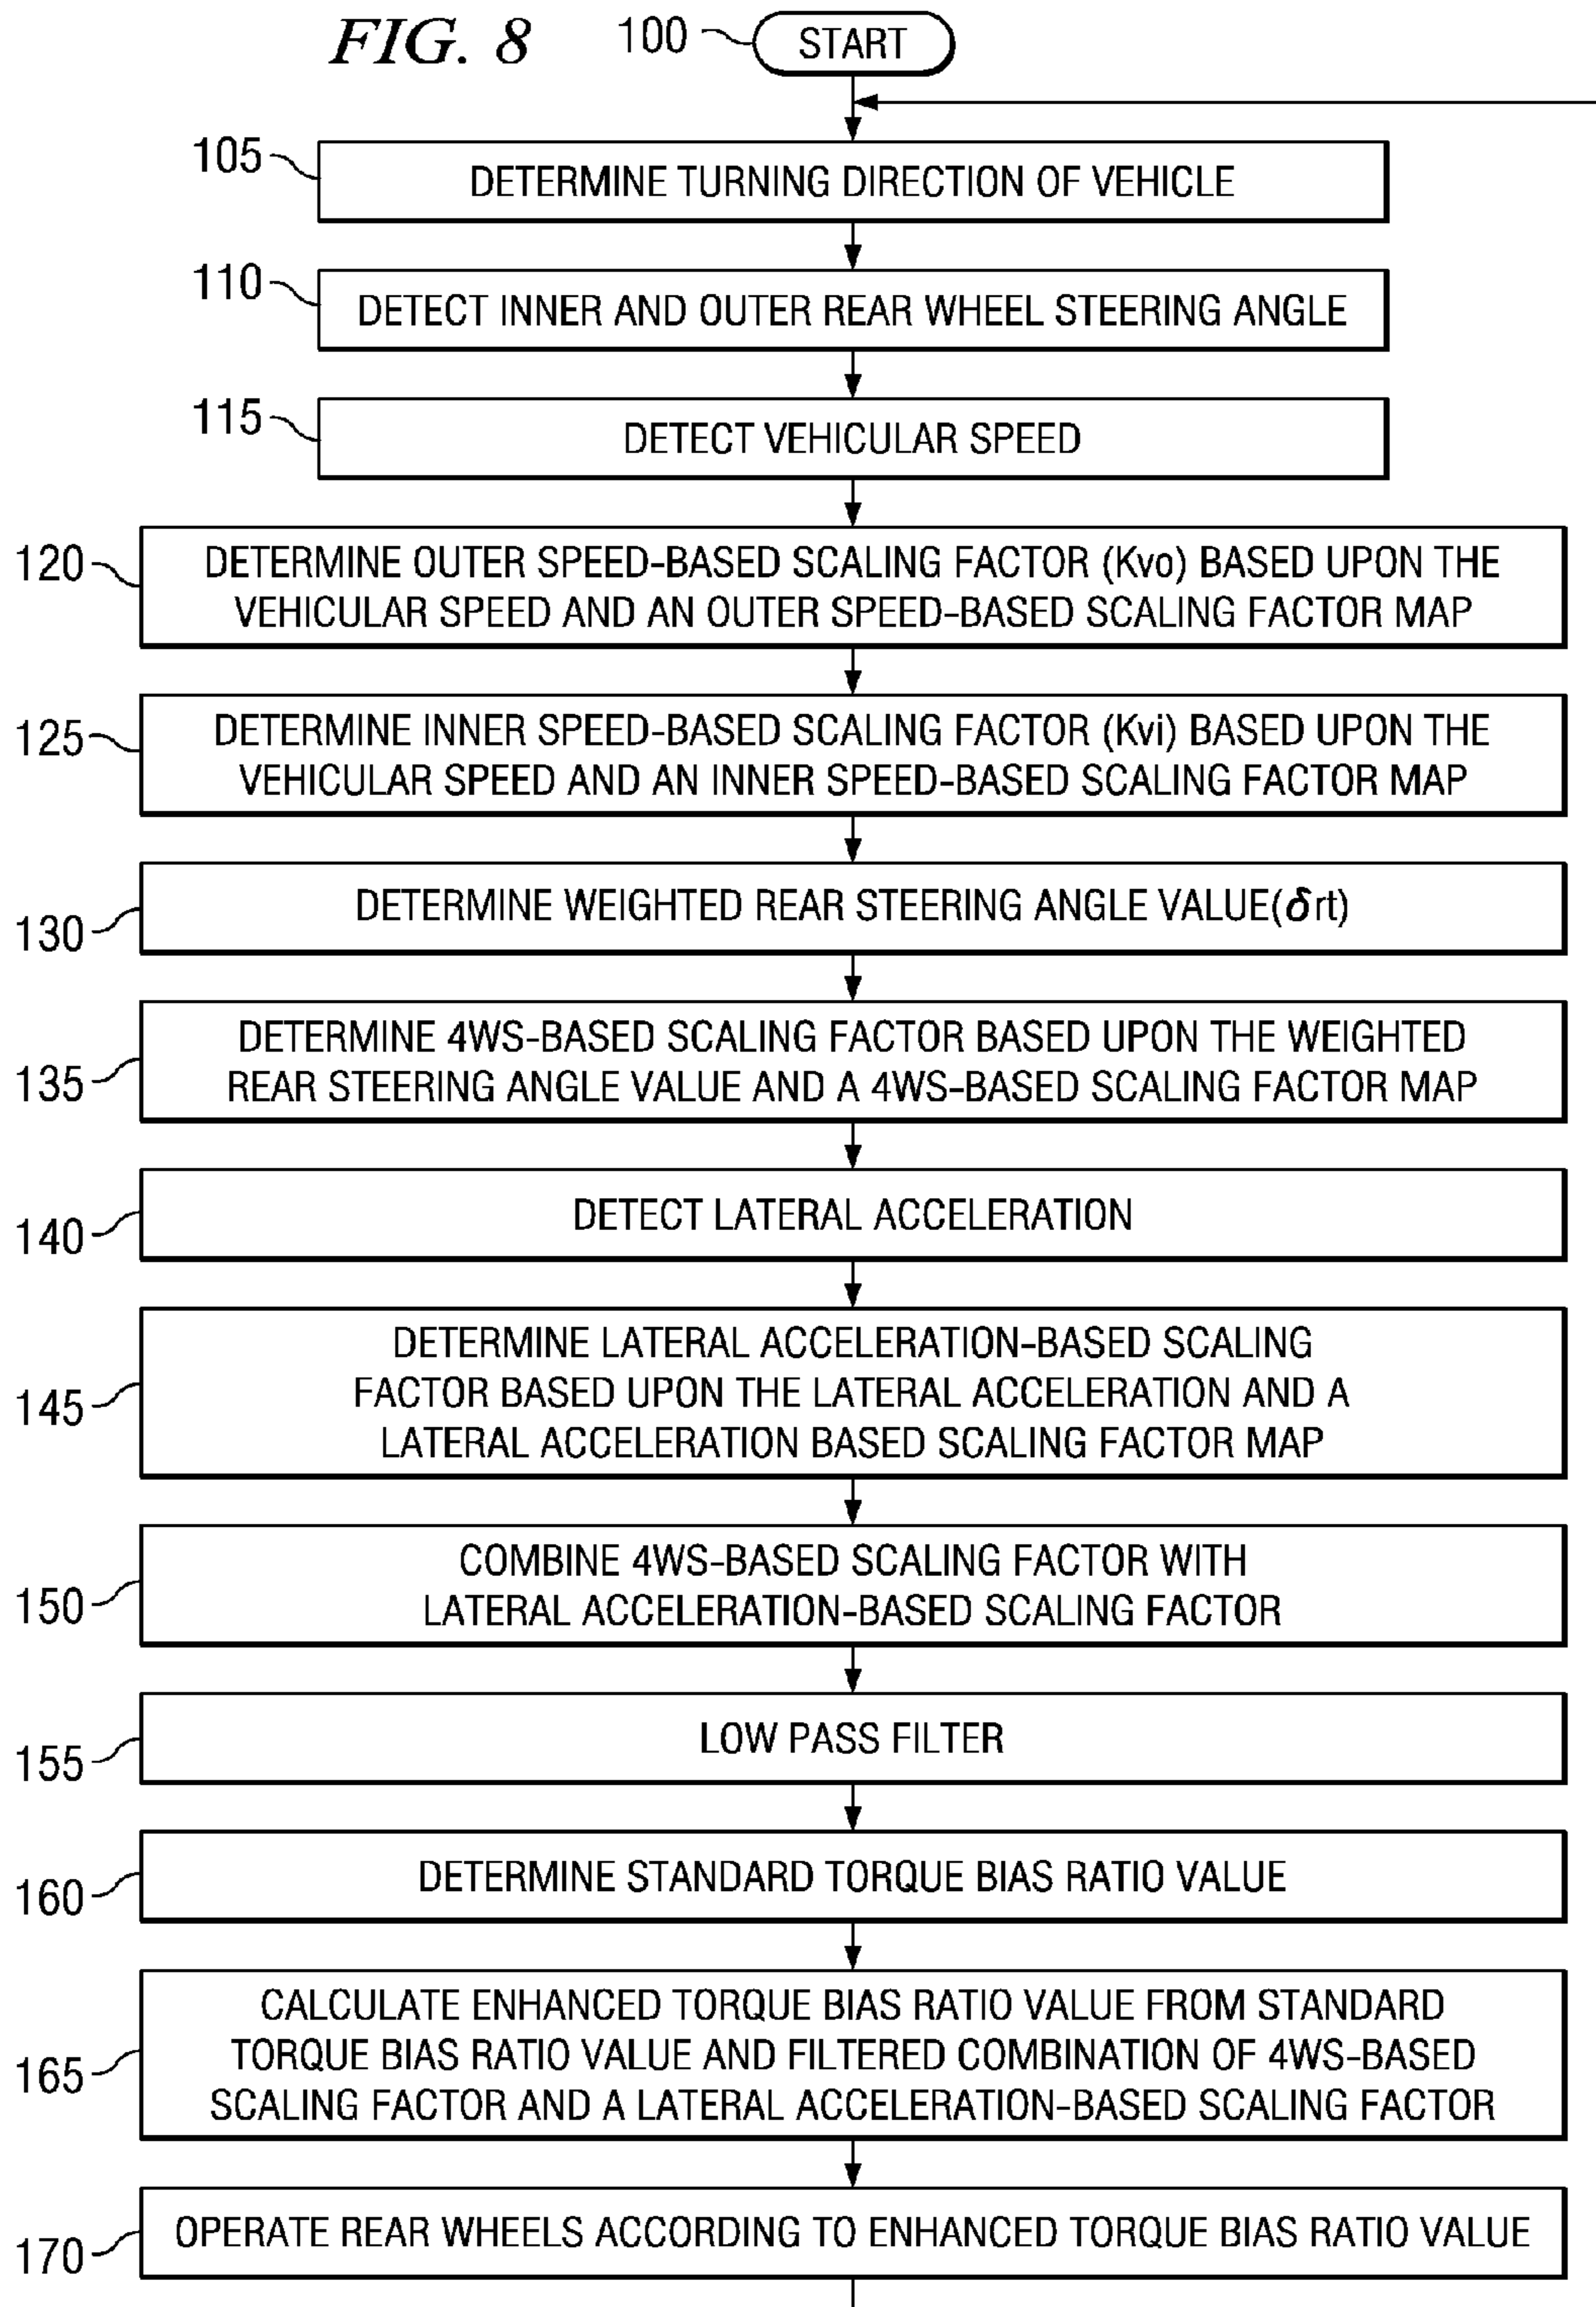 FIG. 8
100
START
105
DETERMINE TURNING DIRECTION OF VEHICLE
110
DETECT INNER AND OUTER REAR WHEEL STEERING ANGLE
115
DETECT VEHICULAR SPEED
120
DETERMINE OUTER SPEED-BASED SCALING FACTOR (Kvo) BASED UPON THE
VEHICULAR SPEED AND AN OUTER SPEED-BASED SCALING FACTOR MAP
125
DETERMINE INNER SPEED-BASED SCALING FACTOR (Kvi) BASED UPON THE
VEHICULAR SPEED AND AN INNER SPEED-BASED SCALING FACTOR MAP
130
DETERMINE WEIGHTED REAR STEERING ANGLE VALUE(δrt)
135
DETERMINE 4WS-BASED SCALING FACTOR BASED UPON THE WEIGHTED
REAR STEERING ANGLE VALUE AND A 4WS-BASED SCALING FACTOR MAP
140
DETECT LATERAL ACCELERATION
145
DETERMINE LATERAL ACCELERATION-BASED SCALING
FACTOR BASED UPON THE LATERAL ACCELERATION AND A
LATERAL ACCELERATION BASED SCALING FACTOR MAP
150
COMBINE 4WS-BASED SCALING FACTOR WITH
LATERAL ACCELERATION-BASED SCALING FACTOR
155
LOW PASS FILTER
160
DETERMINE STANDARD TORQUE BIAS RATIO VALUE
165
CALCULATE ENHANCED TORQUE BIAS RATIO VALUE FROM STANDARD
TORQUE BIAS RATIO VALUE AND FILTERED COMBINATION OF 4WS-BASED
SCALING FACTOR AND A LATERAL ACCELERATION-BASED SCALING FACTOR
170
OPERATE REAR WHEELS ACCORDING TO ENHANCED TORQUE BIAS RATIO VALUE